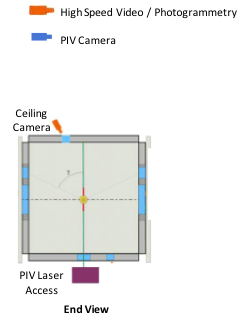 High Speed Video / Photogrammetry
PIV Camera
Ceiling
Camera
PIV Laser
Access
End View